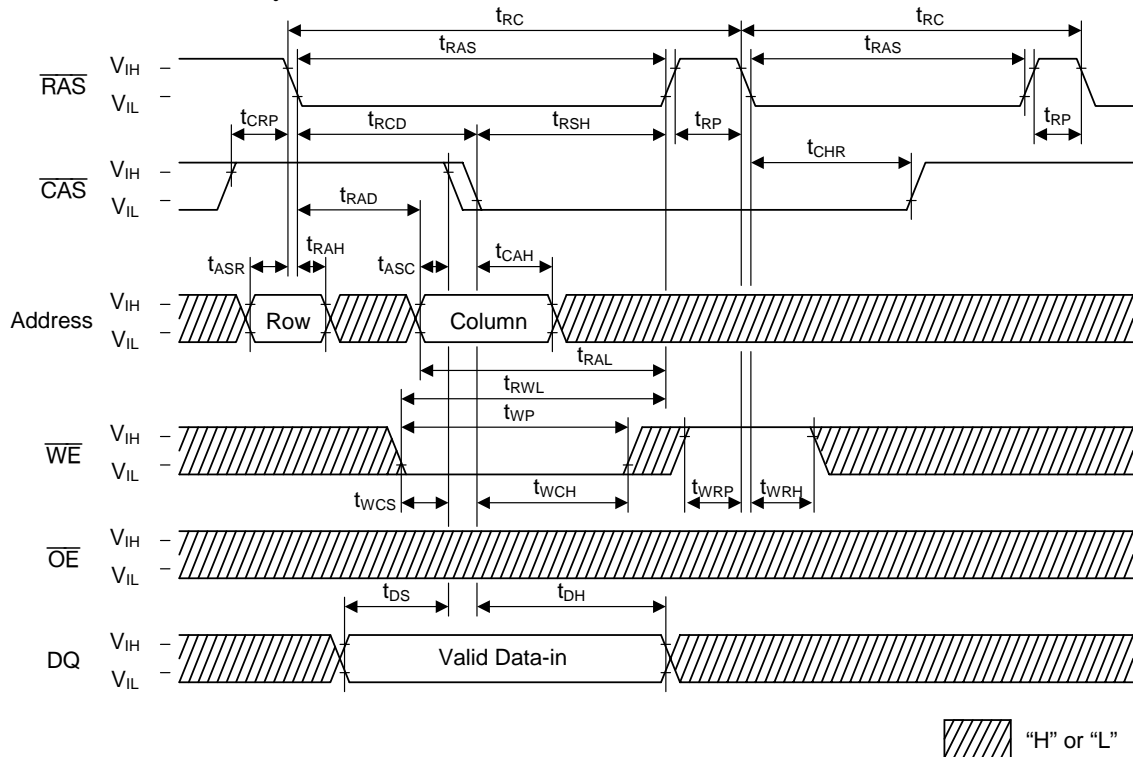 tRC tRC
tRAS tRAS
RAS VIH
VIL
tCRP tRCD tRSH tRP tRP
tCHR
CAS VIH
VIL
tRAD
tRAH
tASR tASC tCAH
Address VIH
VIL
Row Column
tRAL
tRWL
tWP
WE VIH
VIL
tWCS tWCH tWRP tWRH
OE VIH
VIL
tDS tDH
DQ VIH
VIL
Valid Data-in
“H” or “L”